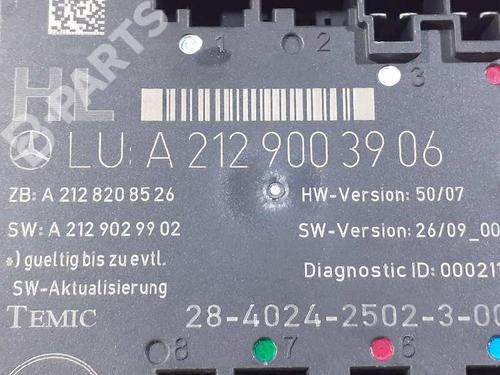 2
3
HL
LU: A 212 900 39 06
ZB: A 212 820 85 26
HW-Version: 50/07
SW: A 212 902 99 02
SW-Version: 26/09_00
*) gueltig bis zu evtl.
SW-Aktualisierung
Diagnostic ID: 000211
TEMIC
28-4024-2502-3-00
8
7
6
B-PARTS